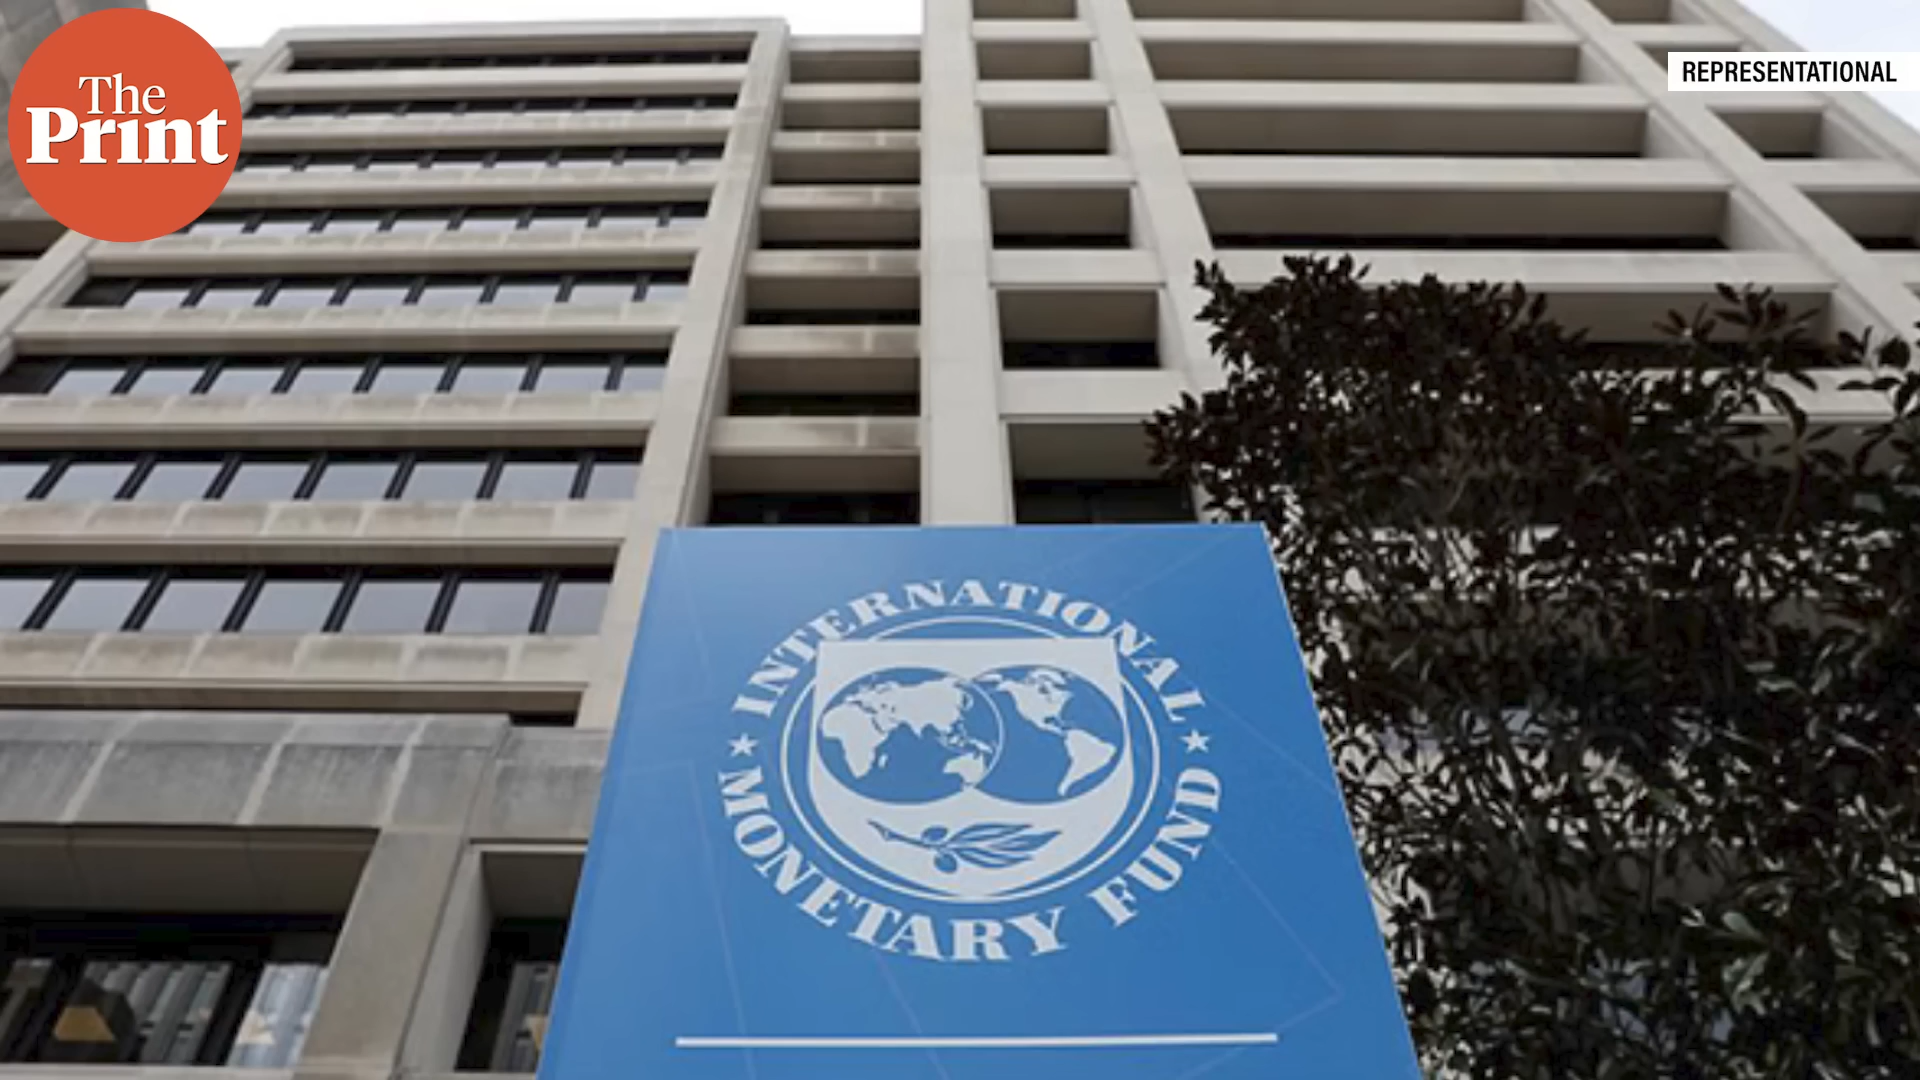 The
Print
REPRESENTATIONAL
INTERNATIONAL
MONETARY FUND